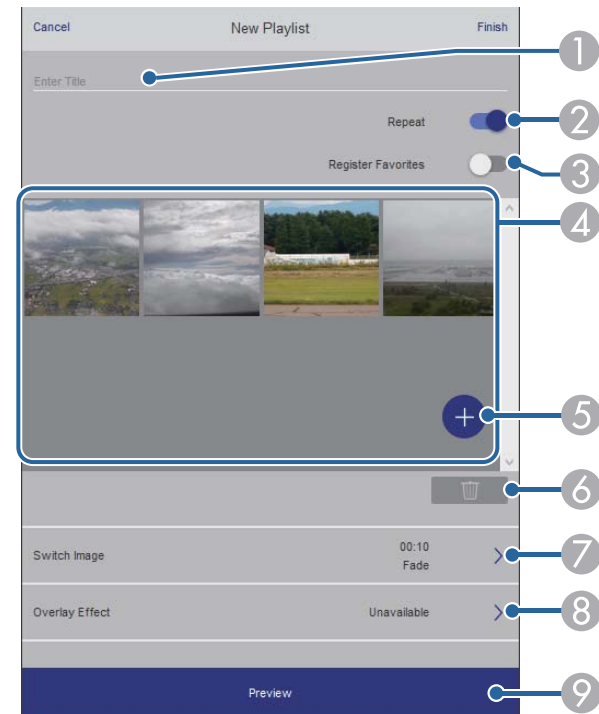 Cancel New Playlist Finish
Enter Title
1
Repeat
2
Register Favorites
3
4
+
5
6
Switch Image
00:10
Fade
>
7
Overlay Effect Unavailable >
8
Preview
9